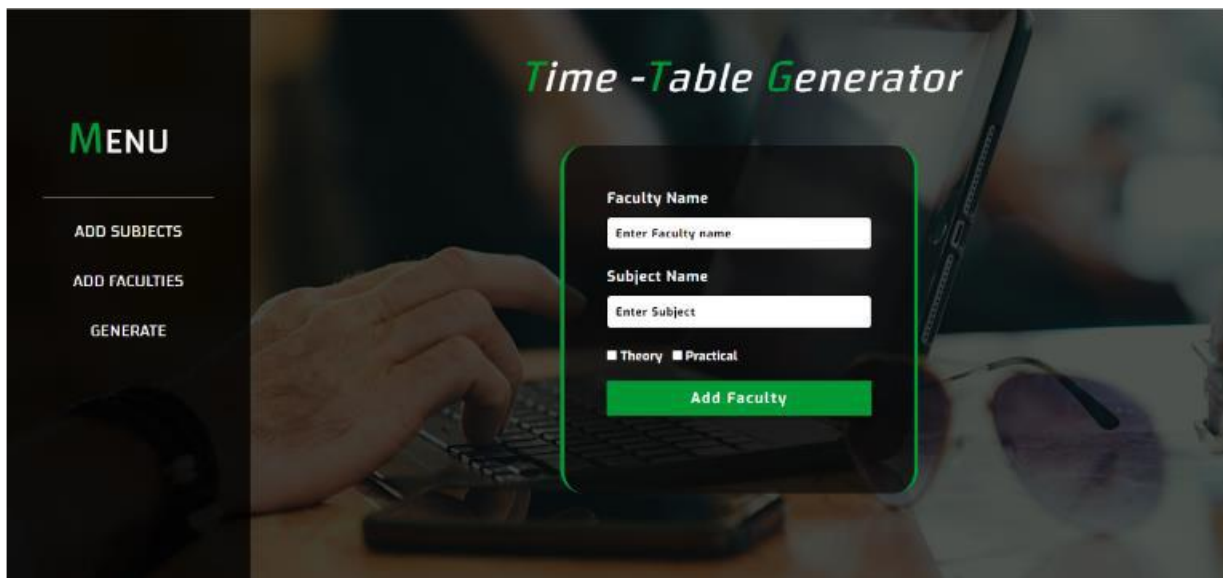 Time -Table Generator
MENU
ADD SUBJECTS
ADD FACULTIES
GENERATE
Faculty Name
Enter Faculty name
Subject Name
Enter Subject
Theory Practical
Add Faculty